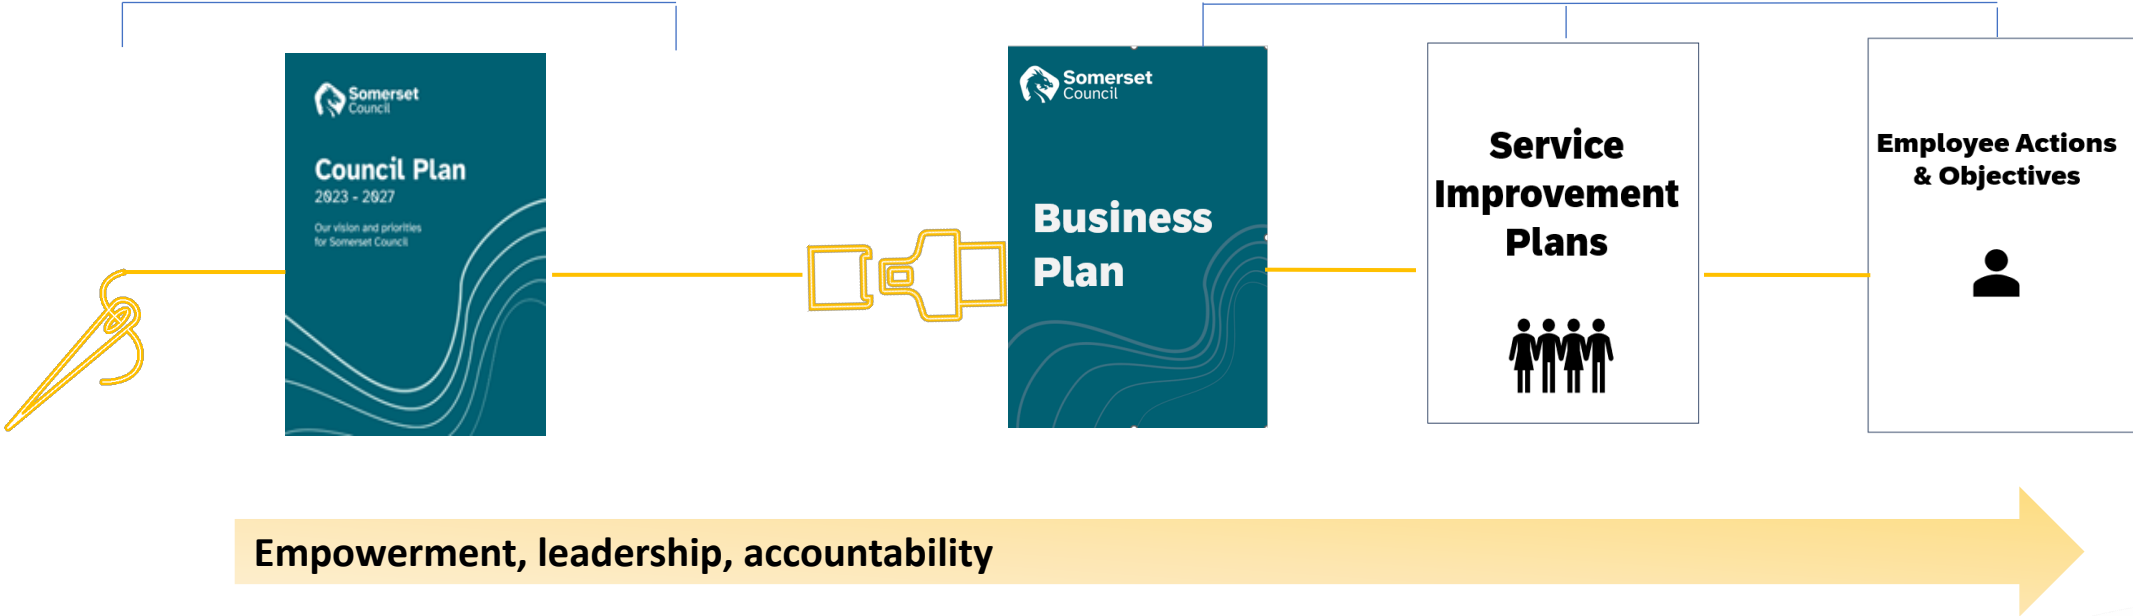 Somerset
Council
Council Plan
2023 - 2027
Our vision and priorities
for Somerset Council
Somerset
Council
Business
Plan
Service
Improvement
Plans
Employee Actions
& Objectives
Empowerment, leadership, accountability